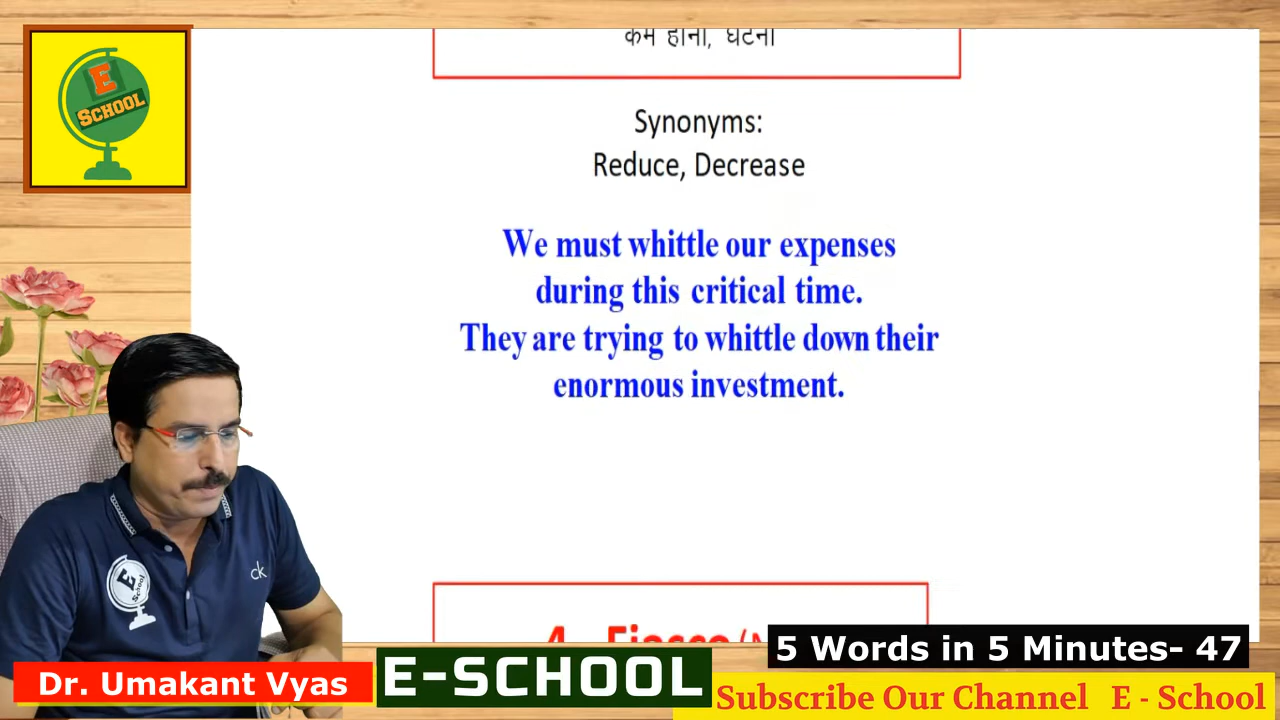 E
SCHOOL
कम होना, घटना
Synonyms:
Reduce, Decrease
We must whittle our expenses
during this critical time.
They are trying to whittle down their
enormous investment.
E
School
ck
5 Words in 5 Minutes- 47
Dr. Umakant Vyas
E-SCHOOL
Subscribe Our Channel E - School